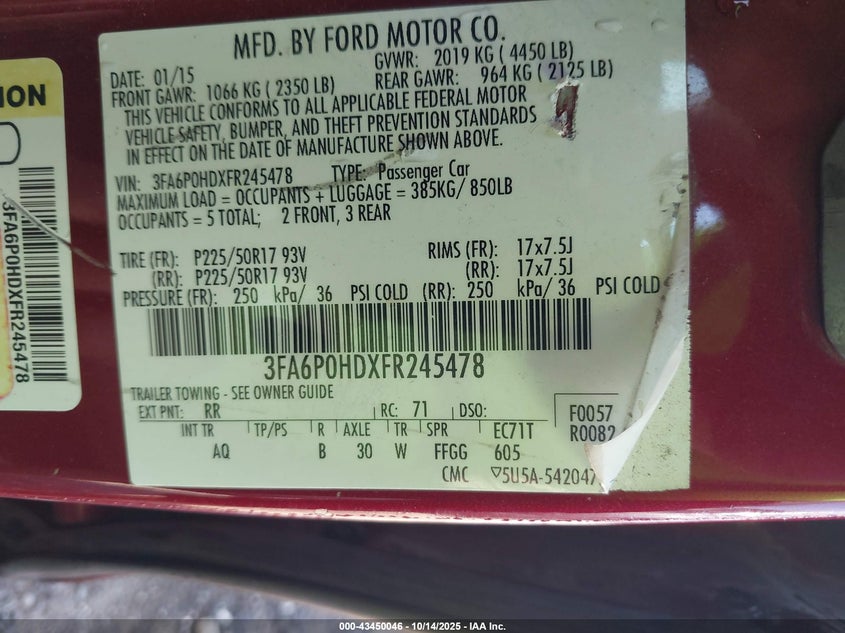 MFD. BY FORD MOTOR CO.
DATE: 01/15
GVWR: 2019 KG ( 4450 LB)
FRONT GAWR: 1066 KG ( 2350 LB)
REAR GAWR: 964 KG ( 2125 LB)
THIS VEHICLE CONFORMS TO ALL APPLICABLE FEDERAL MOTOR
VEHICLE SAFETY, BUMPER, AND THEFT PREVENTION STANDARDS
IN EFFECT ON THE DATE OF MANUFACTURE SHOWN ABOVE.
VIN: 3FA6P0HDXFR245478 TYPE: Passenger Car
MAXIMUM LOAD = OCCUPANTS + LUGGAGE = 385KG/ 850LB
OCCUPANTS = 5 TOTAL; 2 FRONT, 3 REAR
TIRE (FR): P225/50R17 93V RIMS (FR): 17x7.5J
(RR): P225/50R17 93V (RR): 17x7.5J
PRESSURE (FR): 250 kPa/ 36 PSI COLD (RR): 250 kPa/ 36 PSI COLD
3FA6P0HDXFR245478
TRAILER TOWING - SEE OWNER GUIDE
EXT PNT: RR RC: 71 DSO: F0057
INT TR TP/PS R AXLE TR SPR EC71T R0082
AQ B 30 W FFGG 605
CMC ▽5U5A-542047
ION
3FA6P0HDXFR245478
000-43450046 - 10/14/2025 - IAA Inc.